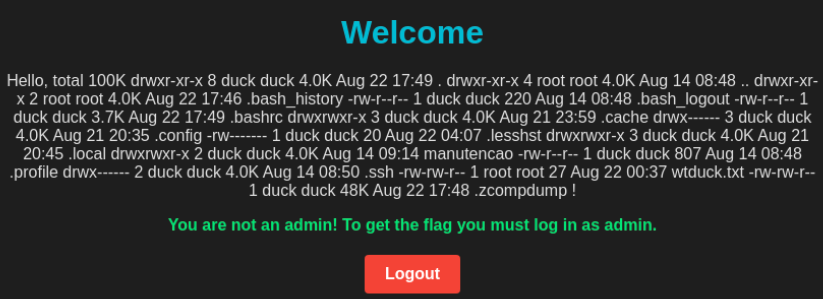 Welcome
Hello, total 100K drwxr-xr-x 8 duck duck 4.0K Aug 22 17:49 . drwxr-xr-x 4 root root 4.0K Aug 14 08:48 .. drwxr-xr-
x 2 root root 4.0K Aug 22 17:46 .bash_history -rw-r--r-- 1 duck duck 220 Aug 14 08:48 .bash_logout -rw-r--r-- 1
duck duck 3.7K Aug 22 17:49 .bashrc drwxrwxr-x 3 duck duck 4.0K Aug 21 23:59 .cache drwx------ 3 duck duck
4.0K Aug 21 20:35 .config -rw------- 1 duck duck 20 Aug 22 04:07 .lesshst drwxrwxr-x 3 duck duck 4.0K Aug 21
20:45 .local drwxrwxr-x 2 duck duck 4.0K Aug 14 09:14 manutencao -rw-r--r-- 1 duck duck 807 Aug 14 08:48
.profile drwx------ 2 duck duck 4.0K Aug 14 08:50 .ssh -rw-rw-r-- 1 root root 27 Aug 22 00:37 wtduck.txt -rw-rw-r--
1 duck duck 48K Aug 22 17:48 .zcompdump !
You are not an admin! To get the flag you must log in as admin.
Logout